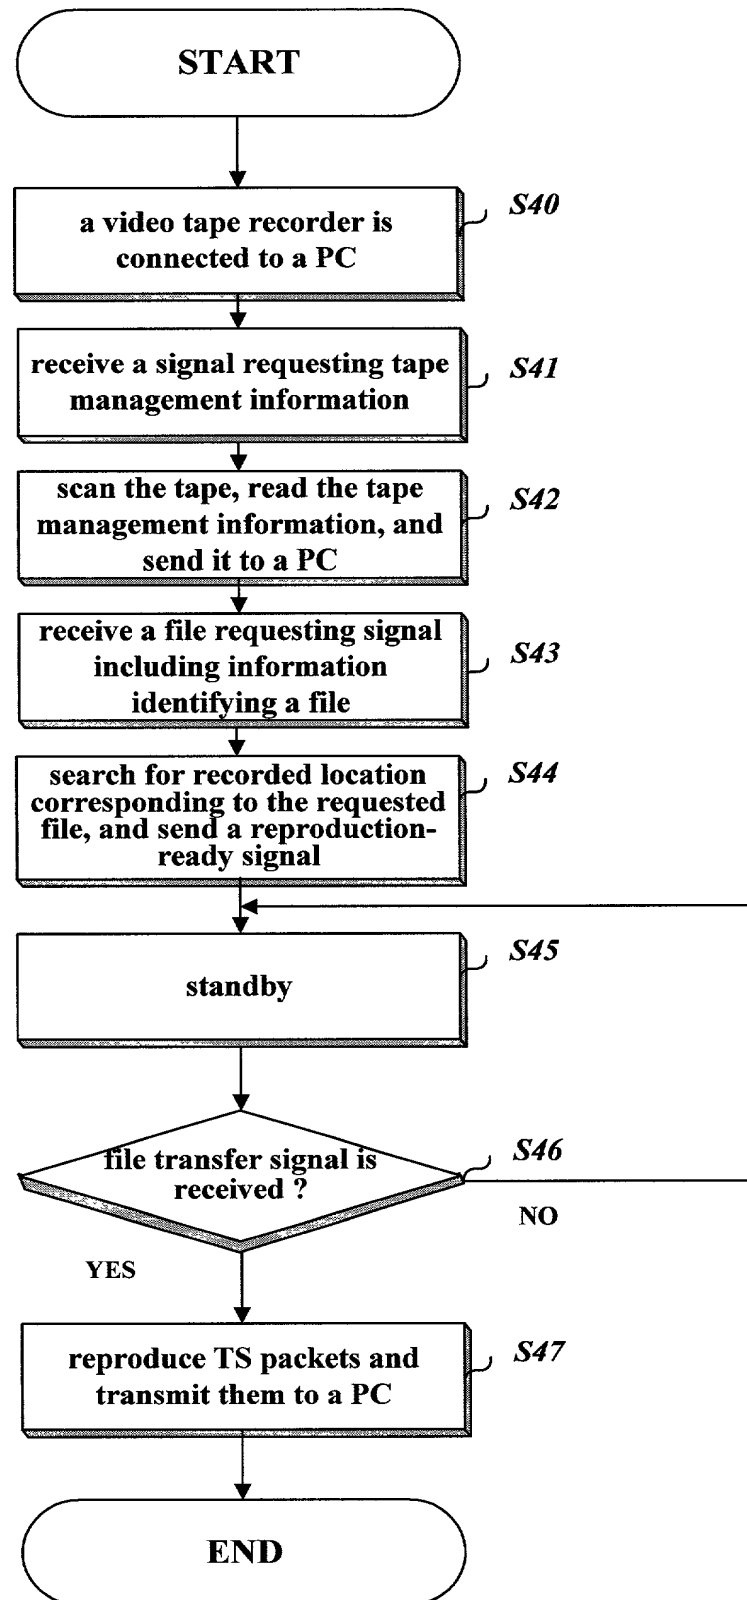 START
a video tape recorder is
connected to a PC
S40
receive a signal requesting tape
management information
S41
scan the tape, read the tape
management information, and
send it to a PC
S42
receive a file requesting signal
including information
identifying a file
S43
search for recorded location
corresponding to the requested
file, and send a reproduction-
ready signal
S44
standby
S45
file transfer signal is
received ?
S46
NO
YES
reproduce TS packets and
transmit them to a PC
S47
END